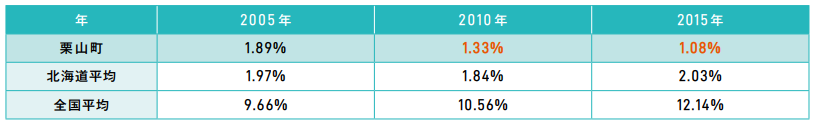 年 2005年 2010年 2015年
栗山町 1.89% 1.33% 1.08%
北海道平均 1.97% 1.84% 2.03%
全国平均 9.66% 10.56% 12.14%